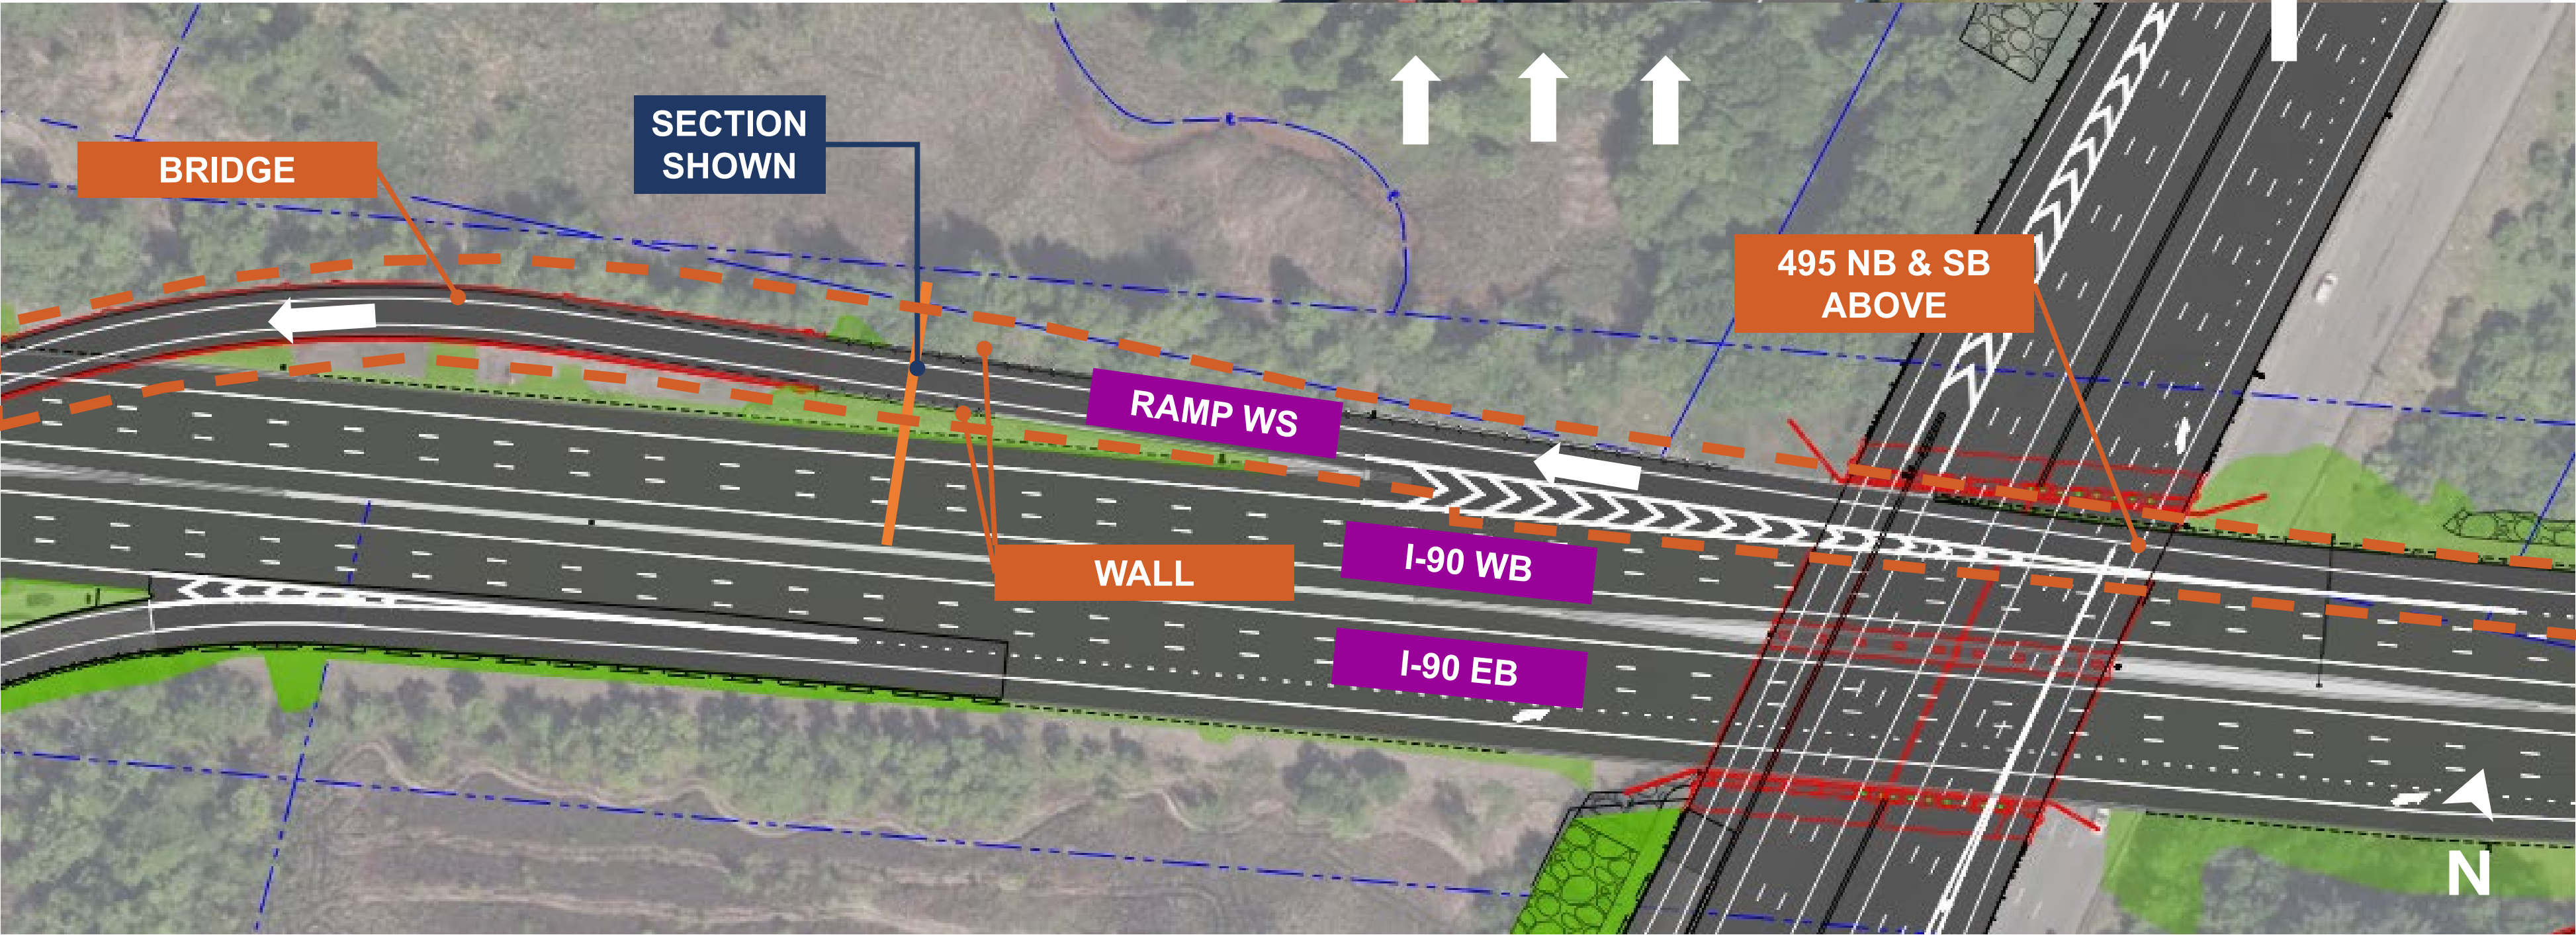 BRIDGE
SECTION
SHOWN
495 NB & SB
ABOVE
RAMP WS
I-90 WB
WALL
I-90 EB
N